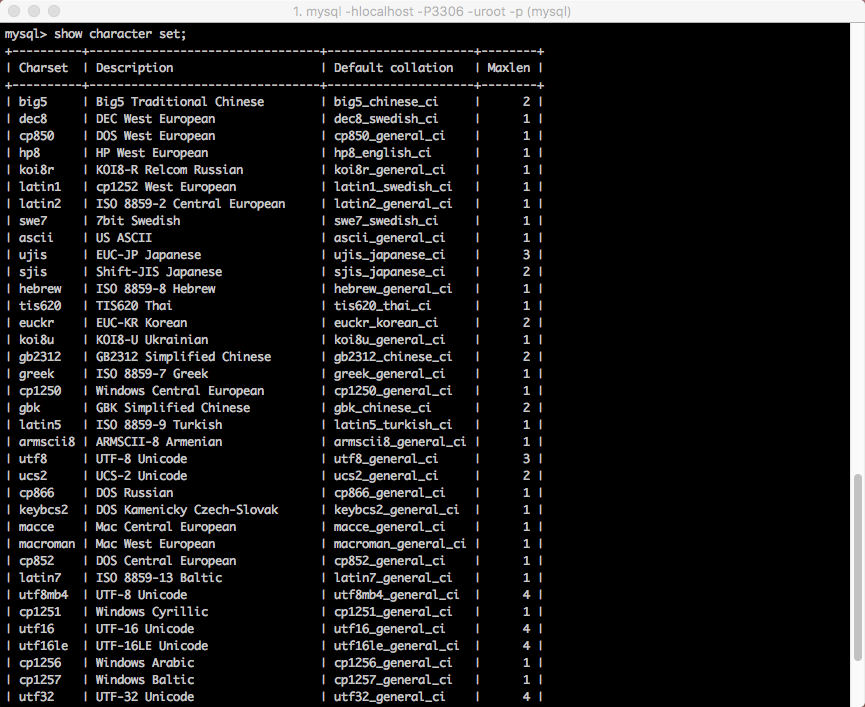 1. mysql -hlocalhost -P3306 -uroot -p (mysql)
mysql> show character set;
+----------+---------------------------------+---------------------+--------+
| Charset  | Description                     | Default collation   | Maxlen |
+----------+---------------------------------+---------------------+--------+
| big5     | Big5 Traditional Chinese        | big5_chinese_ci     |      2 |
| dec8     | DEC West European               | dec8_swedish_ci     |      1 |
| cp850    | DOS West European               | cp850_general_ci    |      1 |
| hp8      | HP West European                | hp8_english_ci      |      1 |
| koi8r    | KOI8-R Relcom Russian           | koi8r_general_ci    |      1 |
| latin1   | cp1252 West European            | latin1_swedish_ci   |      1 |
| latin2   | ISO 8859-2 Central European     | latin2_general_ci   |      1 |
| swe7     | 7bit Swedish                    | swe7_swedish_ci     |      1 |
| ascii    | US ASCII                        | ascii_general_ci    |      1 |
| ujis     | EUC-JP Japanese                 | ujis_japanese_ci    |      3 |
| sjis     | Shift-JIS Japanese              | sjis_japanese_ci    |      2 |
| hebrew   | ISO 8859-8 Hebrew               | hebrew_general_ci   |      1 |
| tis620   | TIS620 Thai                     | tis620_thai_ci      |      1 |
| euckr    | EUC-KR Korean                   | euckr_korean_ci     |      2 |
| koi8u    | KOI8-U Ukrainian                | koi8u_general_ci    |      1 |
| gb2312   | GB2312 Simplified Chinese       | gb2312_chinese_ci   |      2 |
| greek    | ISO 8859-7 Greek                | greek_general_ci    |      1 |
| cp1250   | Windows Central European        | cp1250_general_ci   |      1 |
| gbk      | GBK Simplified Chinese          | gbk_chinese_ci      |      2 |
| latin5   | ISO 8859-9 Turkish              | latin5_turkish_ci   |      1 |
| armscii8 | ARMSCII-8 Armenian              | armscii8_general_ci |      1 |
| utf8     | UTF-8 Unicode                   | utf8_general_ci     |      3 |
| ucs2     | UCS-2 Unicode                   | ucs2_general_ci     |      2 |
| cp866    | DOS Russian                     | cp866_general_ci    |      1 |
| keybcs2  | DOS Kamenicky Czech-Slovak      | keybcs2_general_ci  |      1 |
| macce    | Mac Central European            | macce_general_ci    |      1 |
| macroman | Mac West European               | macroman_general_ci |      1 |
| cp852    | DOS Central European            | cp852_general_ci    |      1 |
| latin7   | ISO 8859-13 Baltic              | latin7_general_ci   |      1 |
| utf8mb4  | UTF-8 Unicode                   | utf8mb4_general_ci  |      4 |
| cp1251   | Windows Cyrillic                | cp1251_general_ci   |      1 |
| utf16    | UTF-16 Unicode                  | utf16_general_ci    |      4 |
| utf16le  | UTF-16LE Unicode                | utf16le_general_ci  |      4 |
| cp1256   | Windows Arabic                  | cp1256_general_ci   |      1 |
| cp1257   | Windows Baltic                  | cp1257_general_ci   |      1 |
| utf32    | UTF-32 Unicode                  | utf32_general_ci    |      4 |